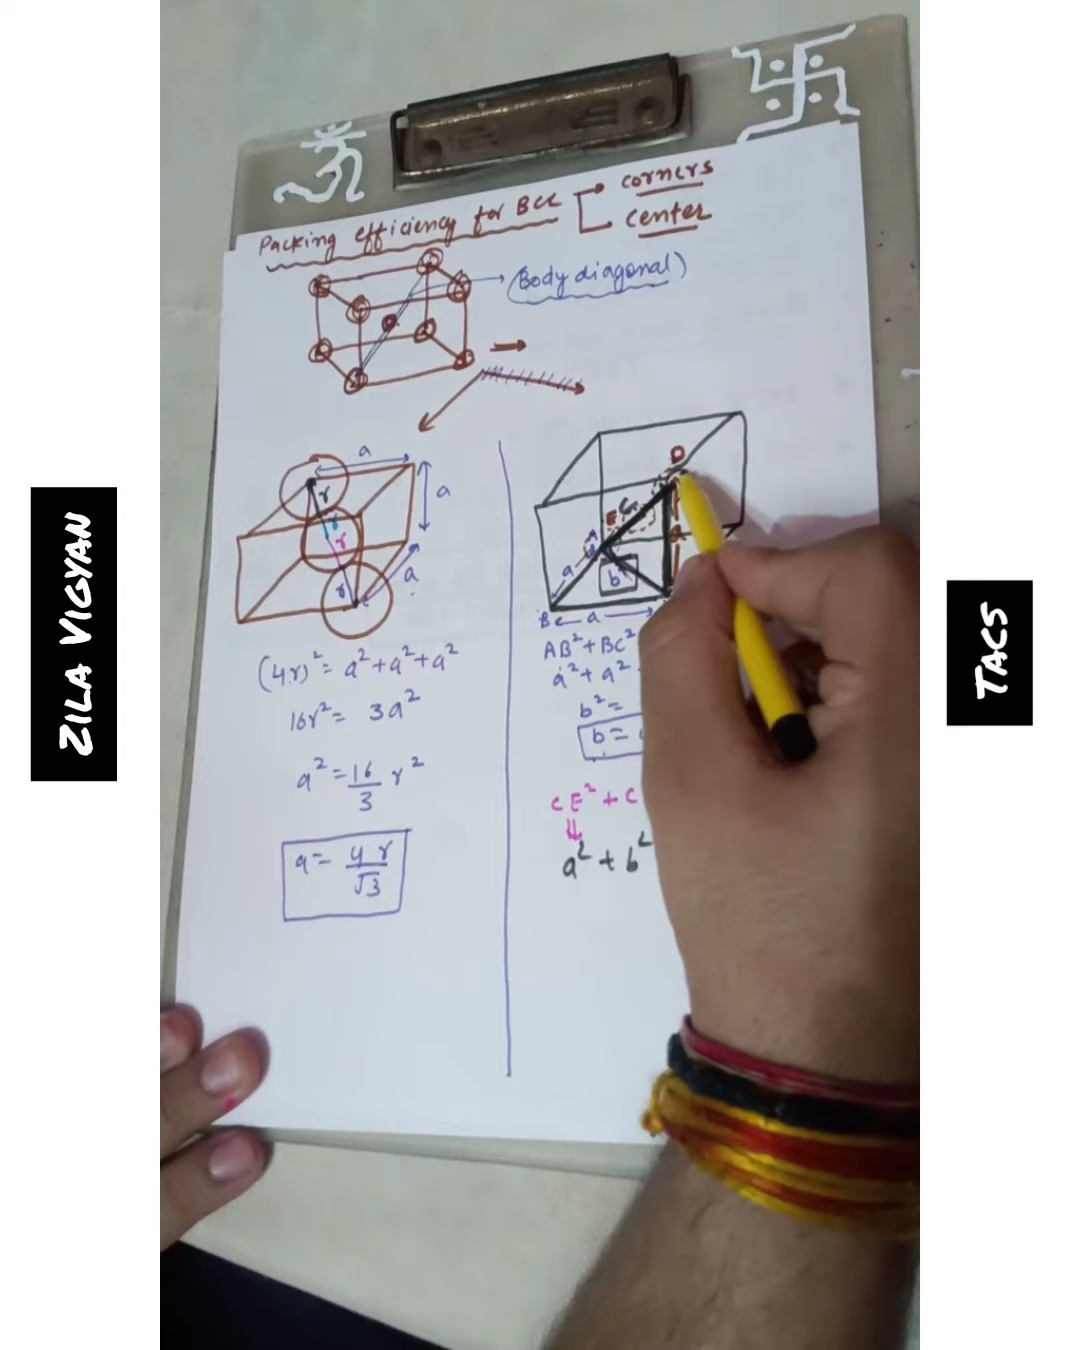 ॐ
ZILA VIGYAN
TACS
Packing efficiency for BCC
corners
center
(Body diagonal)
a
a
a
r
r
r
r
D
E
A
a
b
B
a
(4r)² = a² + a² + a²
16r² = 3a²
a² = 16/3 r²
a = 4r/√3
AB² + BC²
a² + a²
b² =
b =
CE² + C
a² + b²